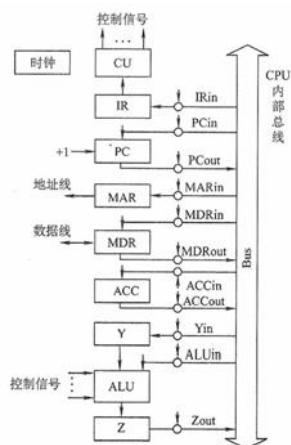 控制信号
...
时钟
CU
CPU
内
部
总
线
IR
IRin
PCin
+1
PC
PCout
地址线
MAR
MARin
MDRin
数据线
MDR
MDRout
Bus
ACC
ACCin
ACCout
Y
Yin
ALUin
控制信号
ALU
Z
Zout